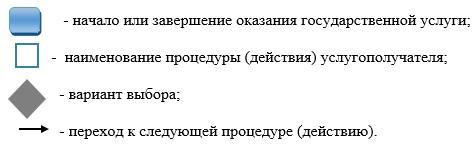 - начало или завершение оказания государственной услуги;
- наименование процедуры (действия) услугополучателя;
- вариант выбора;
- переход к следующей процедуре (действию).